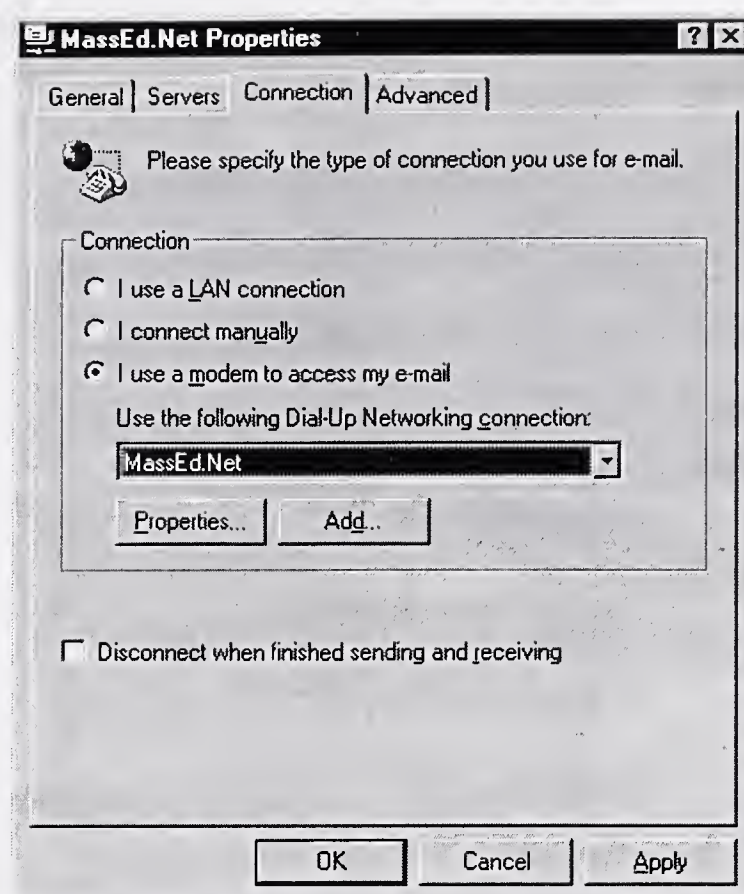 MassEd.Net Properties
General Servers Connection Advanced
Please specify the type of connection you use for e-mail.
Connection
I use a LAN connection
I connect manually
I use a modem to access my e-mail
Use the following Dial-Up Networking connection:
MassEd.Net
Properties... Add...
Disconnect when finished sending and receiving
OK Cancel Apply